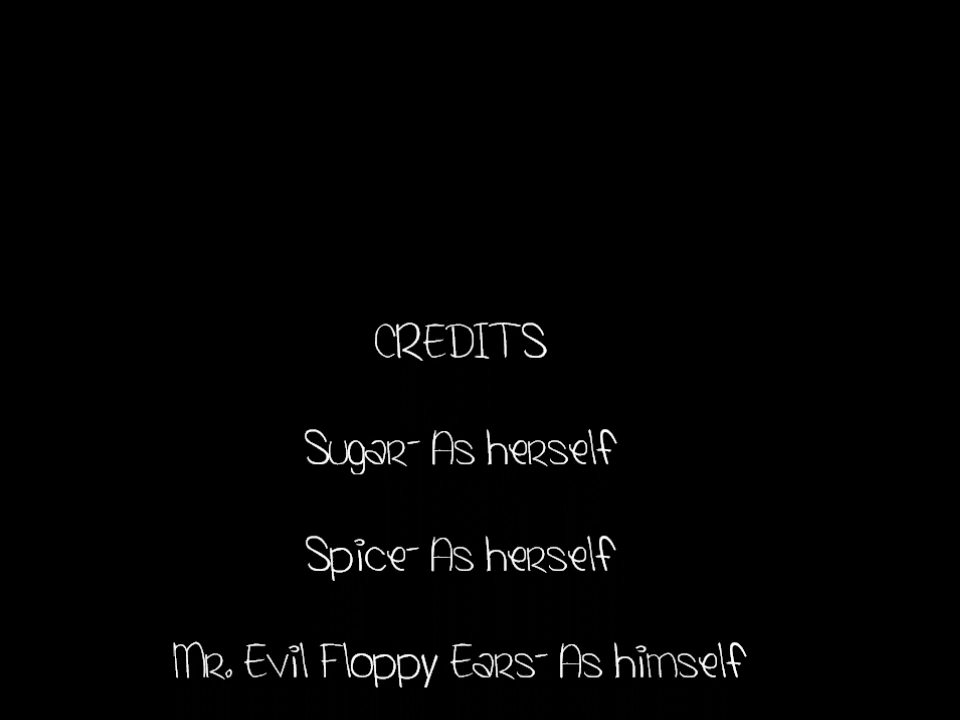 CREDITS
Sugar- As herself
Spice- As herself
Mr. Evil Floppy Ears- As himself